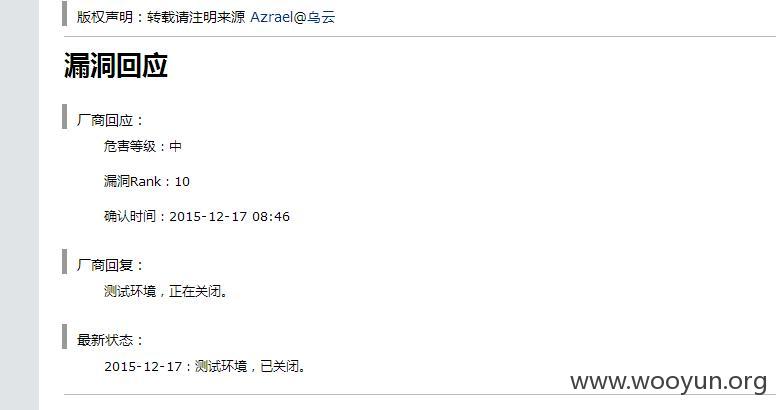 版权声明：转载请注明来源 Azrael@乌云
漏洞回应
厂商回应：
危害等级：中
漏洞Rank：10
确认时间：2015-12-17 08:46
厂商回复：
测试环境，正在关闭。
最新状态：
2015-12-17：测试环境，已关闭。
www.wooyun.org